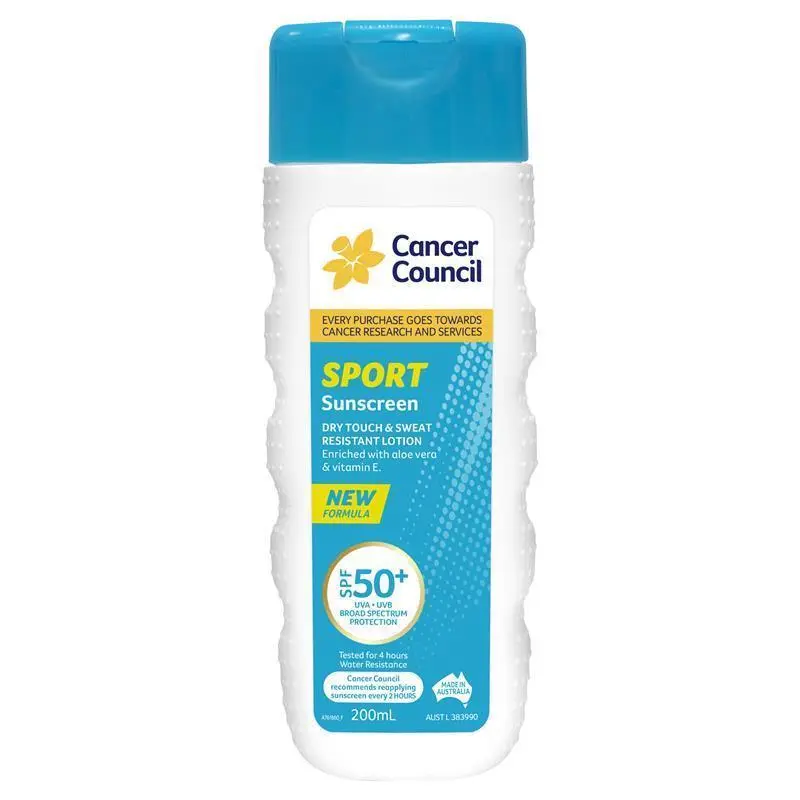 Cancer
Council
EVERY PURCHASE GOES TOWARDS
CANCER RESEARCH AND SERVICES
SPORT
Sunscreen
DRY TOUCH & SWEAT
RESISTANT LOTION
Enriched with aloe vera
& vitamin E.
NEW
FORMULA
SPF 50+
UVA • UVB
BROAD SPECTRUM
PROTECTION
Tested for 4 hours
Water Resistance
Cancer Council
recommends reapplying
sunscreen every 2 HOURS
MADE IN
AUSTRALIA
200mL
AUST L 383990